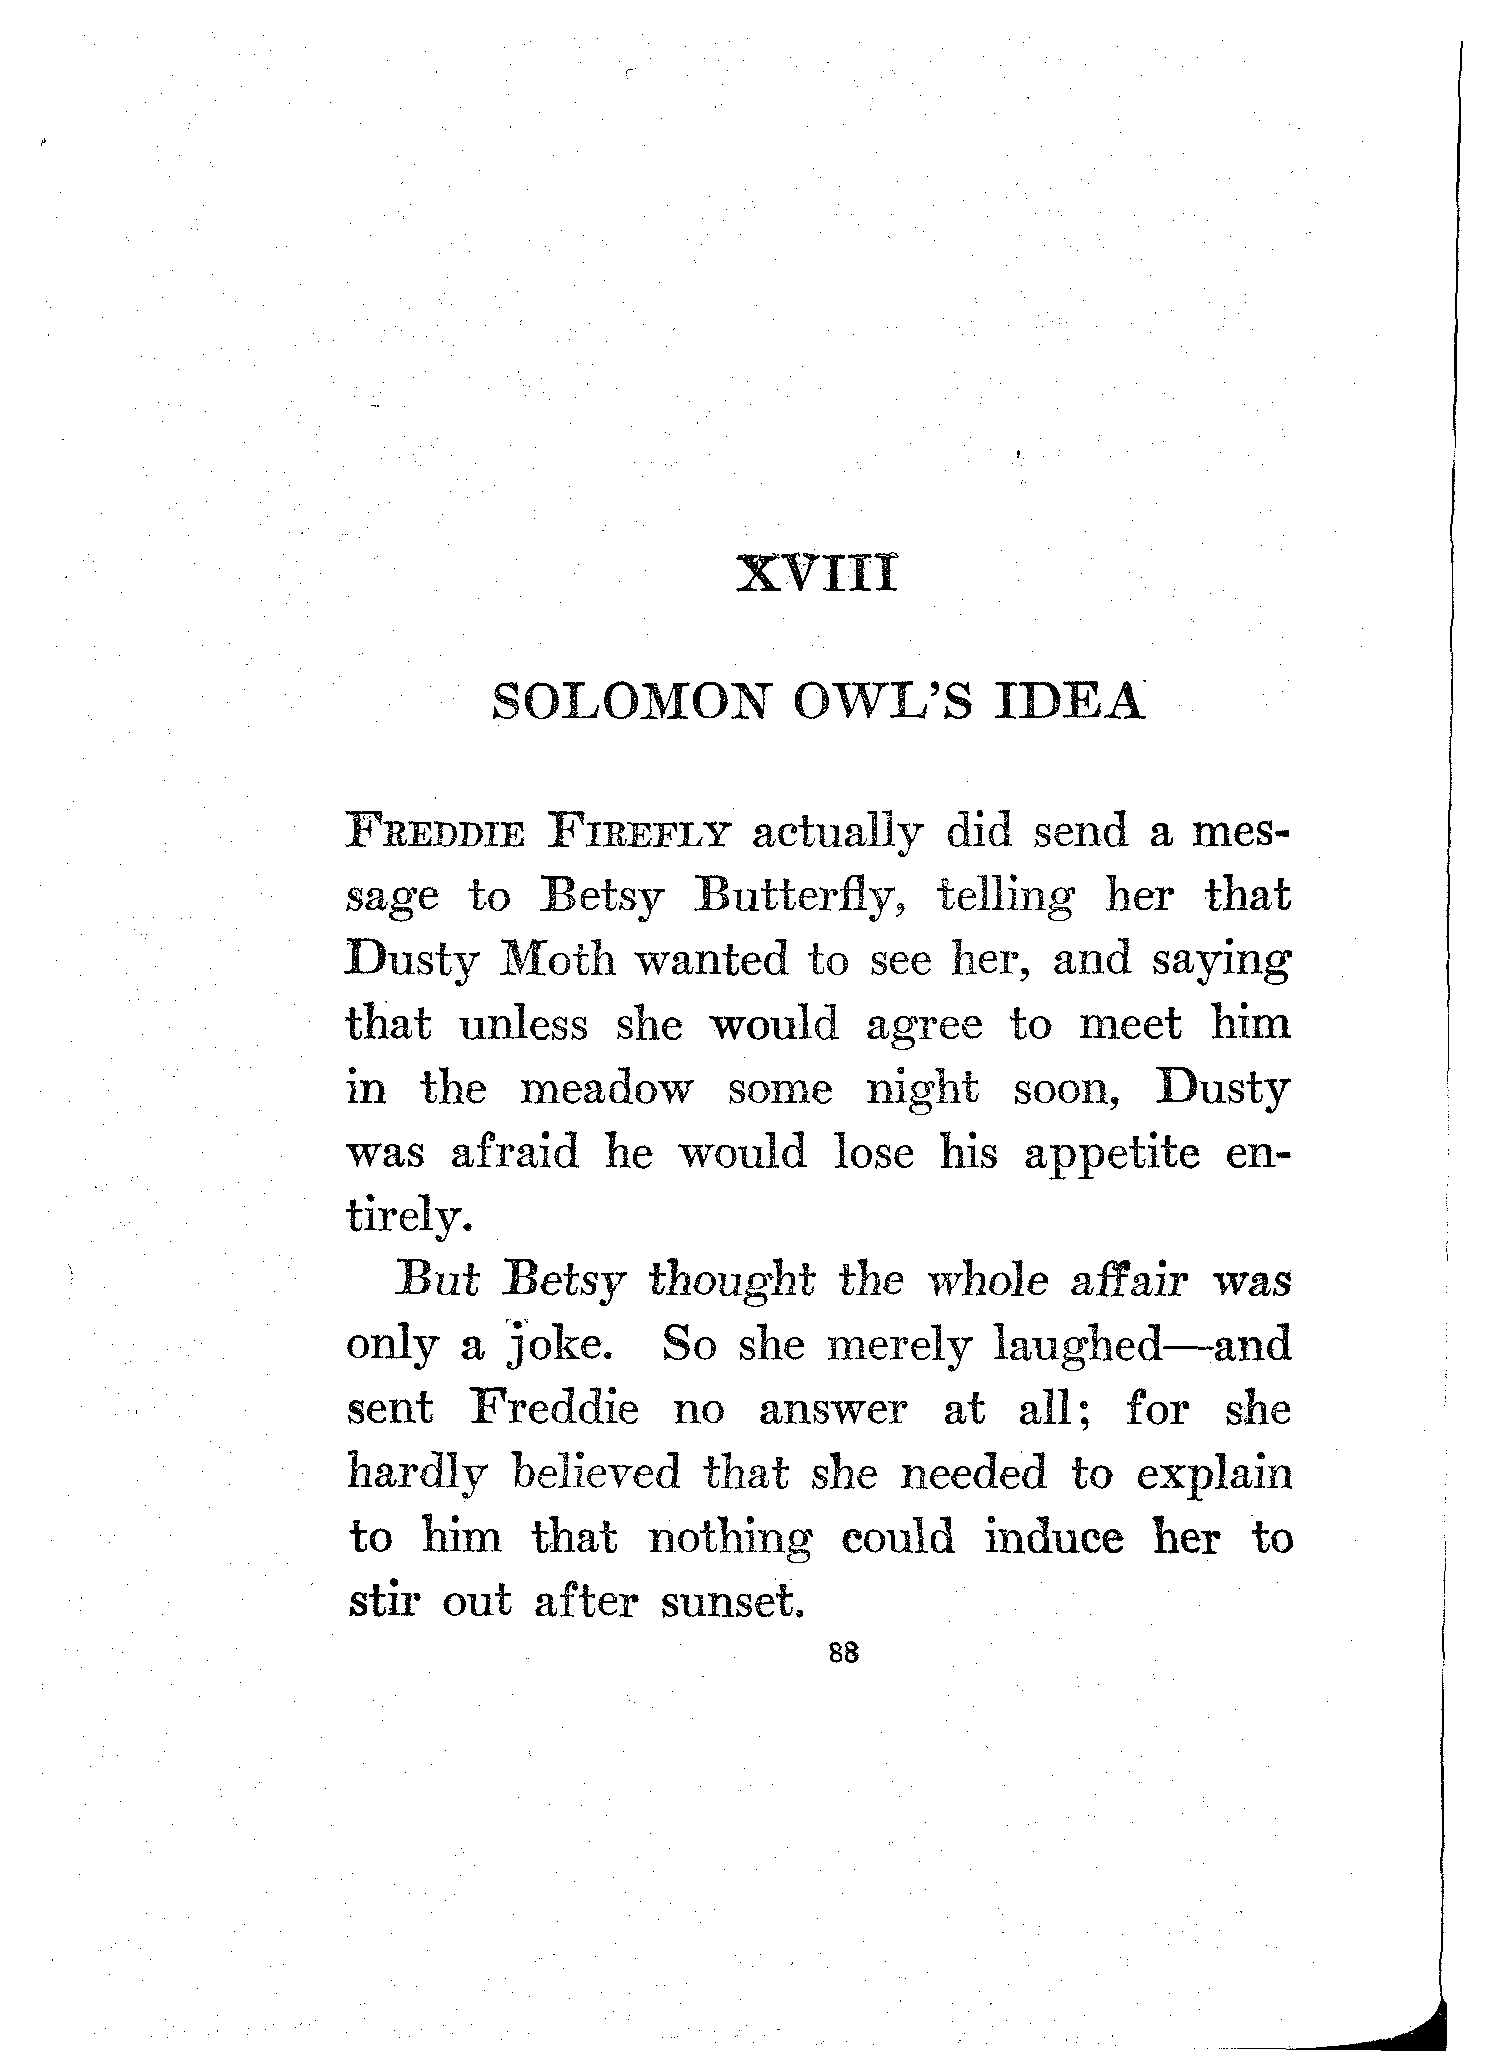 XVIII
SOLOMON OWL'S IDEA
FREDDIE FIREFLY actually did send a mes-
sage to Betsy Butterfly, telling her that
Dusty Moth wanted to see her, and saying
that unless she would agree to meet him
in the meadow some night soon, Dusty
was afraid he would lose his appetite en-
tirely.
But Betsy thought the whole affair was
only a joke. So she merely laughed—and
sent Freddie no answer at all; for she
hardly believed that she needed to explain
to him that nothing could induce her to
stir out after sunset.
88